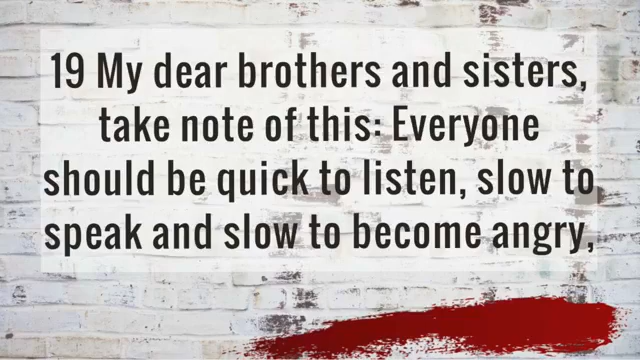 19 My dear brothers and sisters,
take note of this: Everyone
should be quick to listen, slow to
speak and slow to become angry,